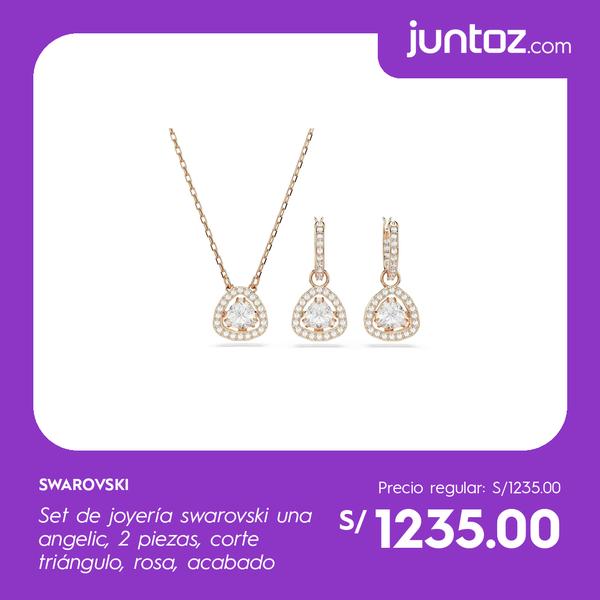 juntoz.com
SWAROVSKI
Set de joyería swarovski una
angelic, 2 piezas, corte
triángulo, rosa, acabado
Precio regular: S/1235.00
S/1235.00